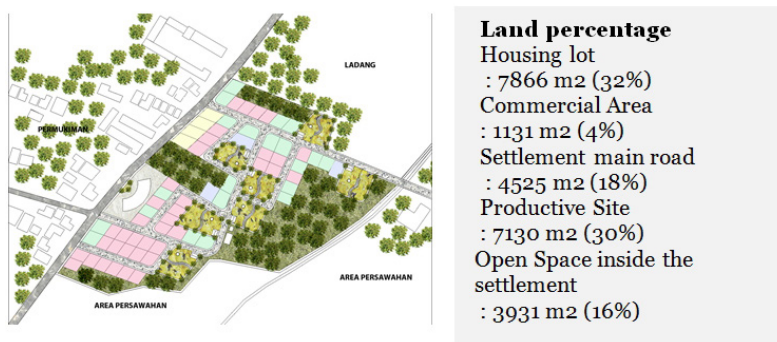 LADANG
PERMUKIMAN
AREA PERSAWAHAN
AREA PERSAWAHAN
Land percentage
Housing lot
: 7866 m2 (32%)
Commercial Area
: 1131 m2 (4%)
Settlement main road
: 4525 m2 (18%)
Productive Site
: 7130 m2 (30%)
Open Space inside the
settlement
: 3931 m2 (16%)